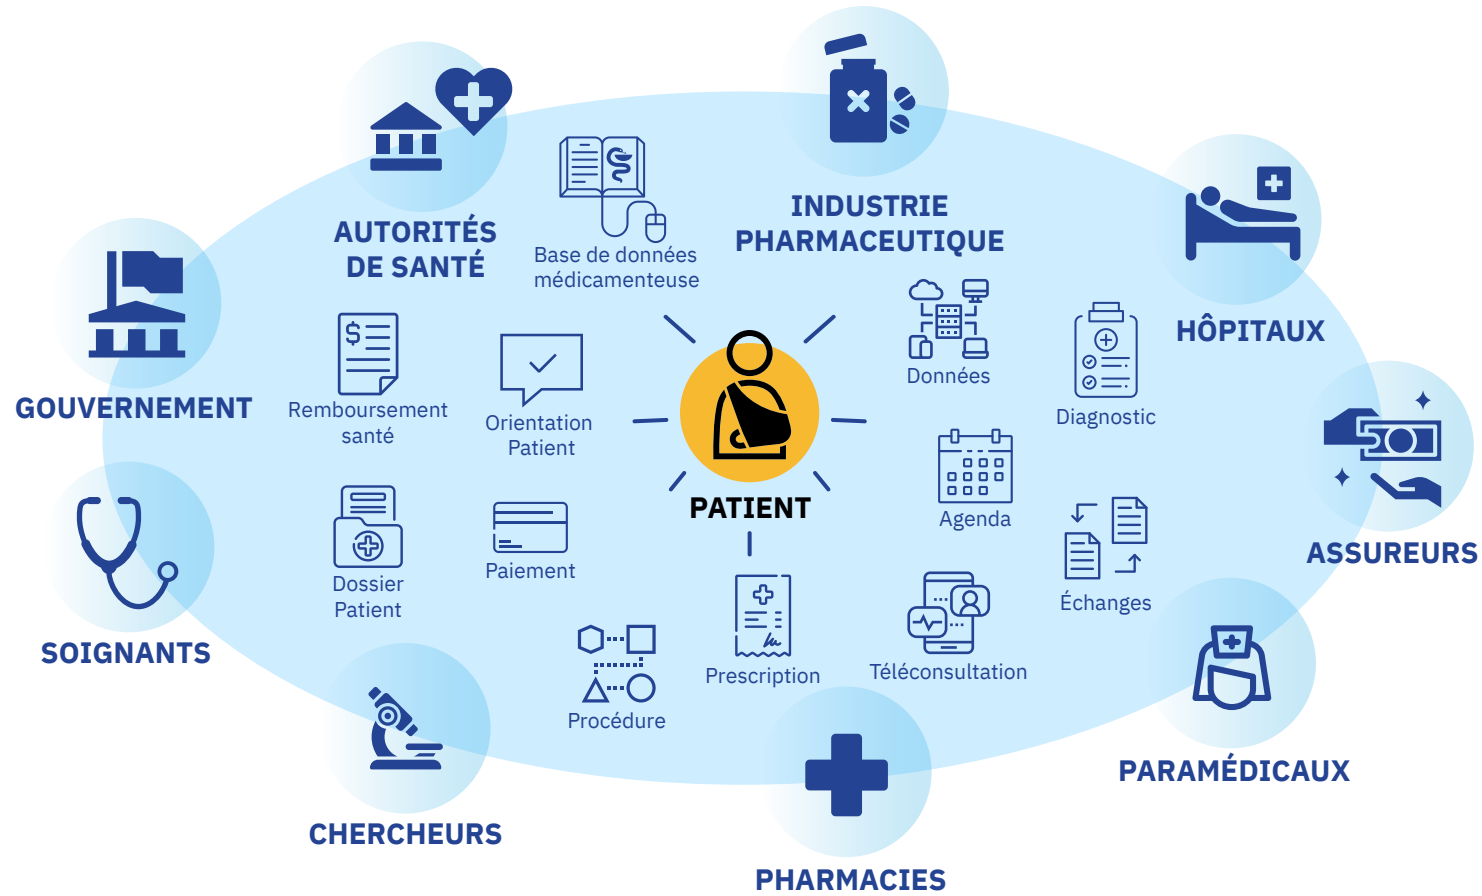 INDUSTRIE
PHARMACEUTIQUE
AUTORITÉS
DE SANTÉ
Base de données
médicamenteuse
HÔPITAUX
GOUVERNEMENT
Remboursement
santé
Orientation
Patient
$
Données
Diagnostic
PATIENT
Agenda
ASSUREURS
Dossier
Patient
Paiement
Échanges
SOIGNANTS
Prescription
Téléconsultation
Procédure
PARAMÉDICAUX
CHERCHEURS
PHARMACIES